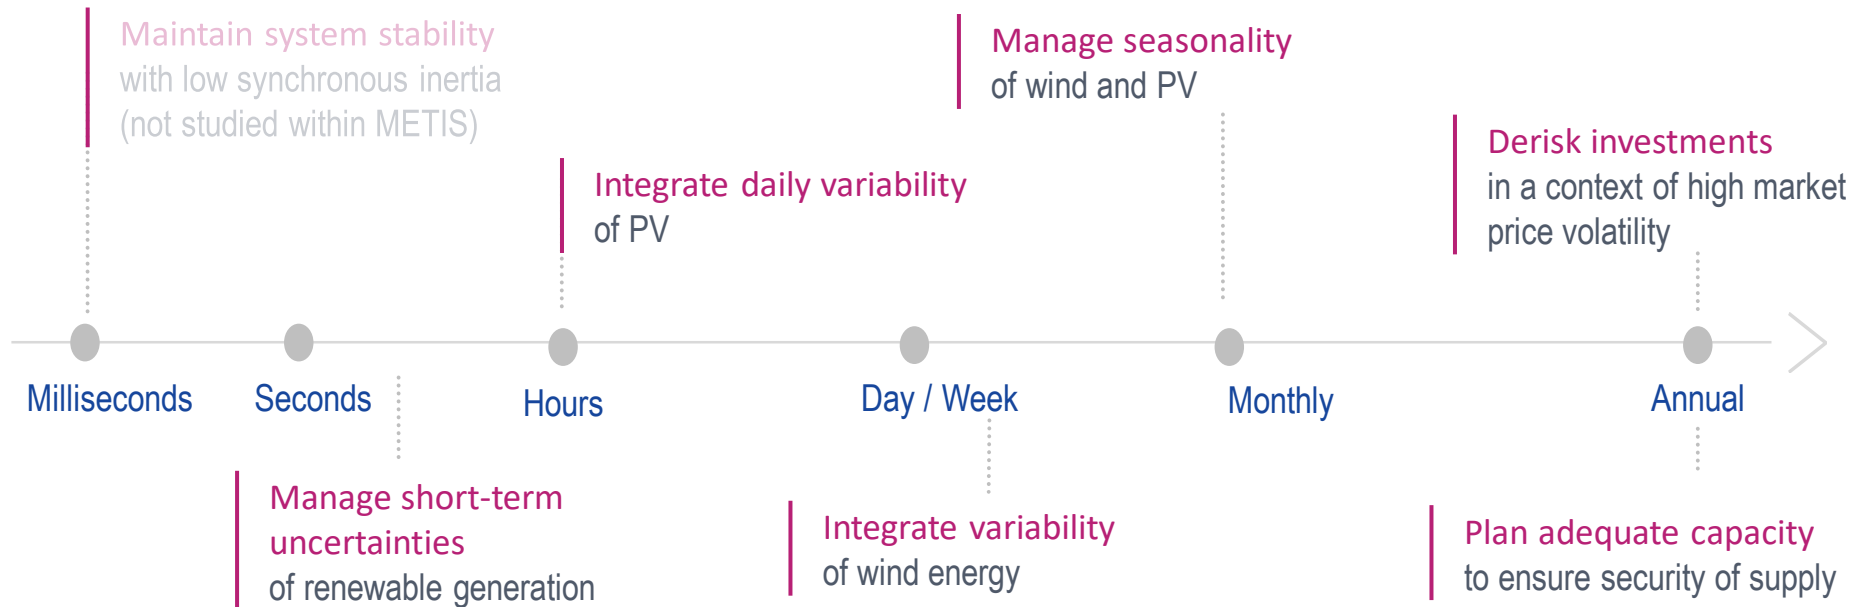 Maintain system stability
with low synchronous inertia
(not studied within METIS)
Manage seasonality
of wind and PV
Integrate daily variability
of PV
Derisk investments
in a context of high market
price volatility
Milliseconds
Seconds
Hours
Day / Week
Monthly
Annual
Manage short-term
uncertainties
of renewable generation
Integrate variability
of wind energy
Plan adequate capacity
to ensure security of supply